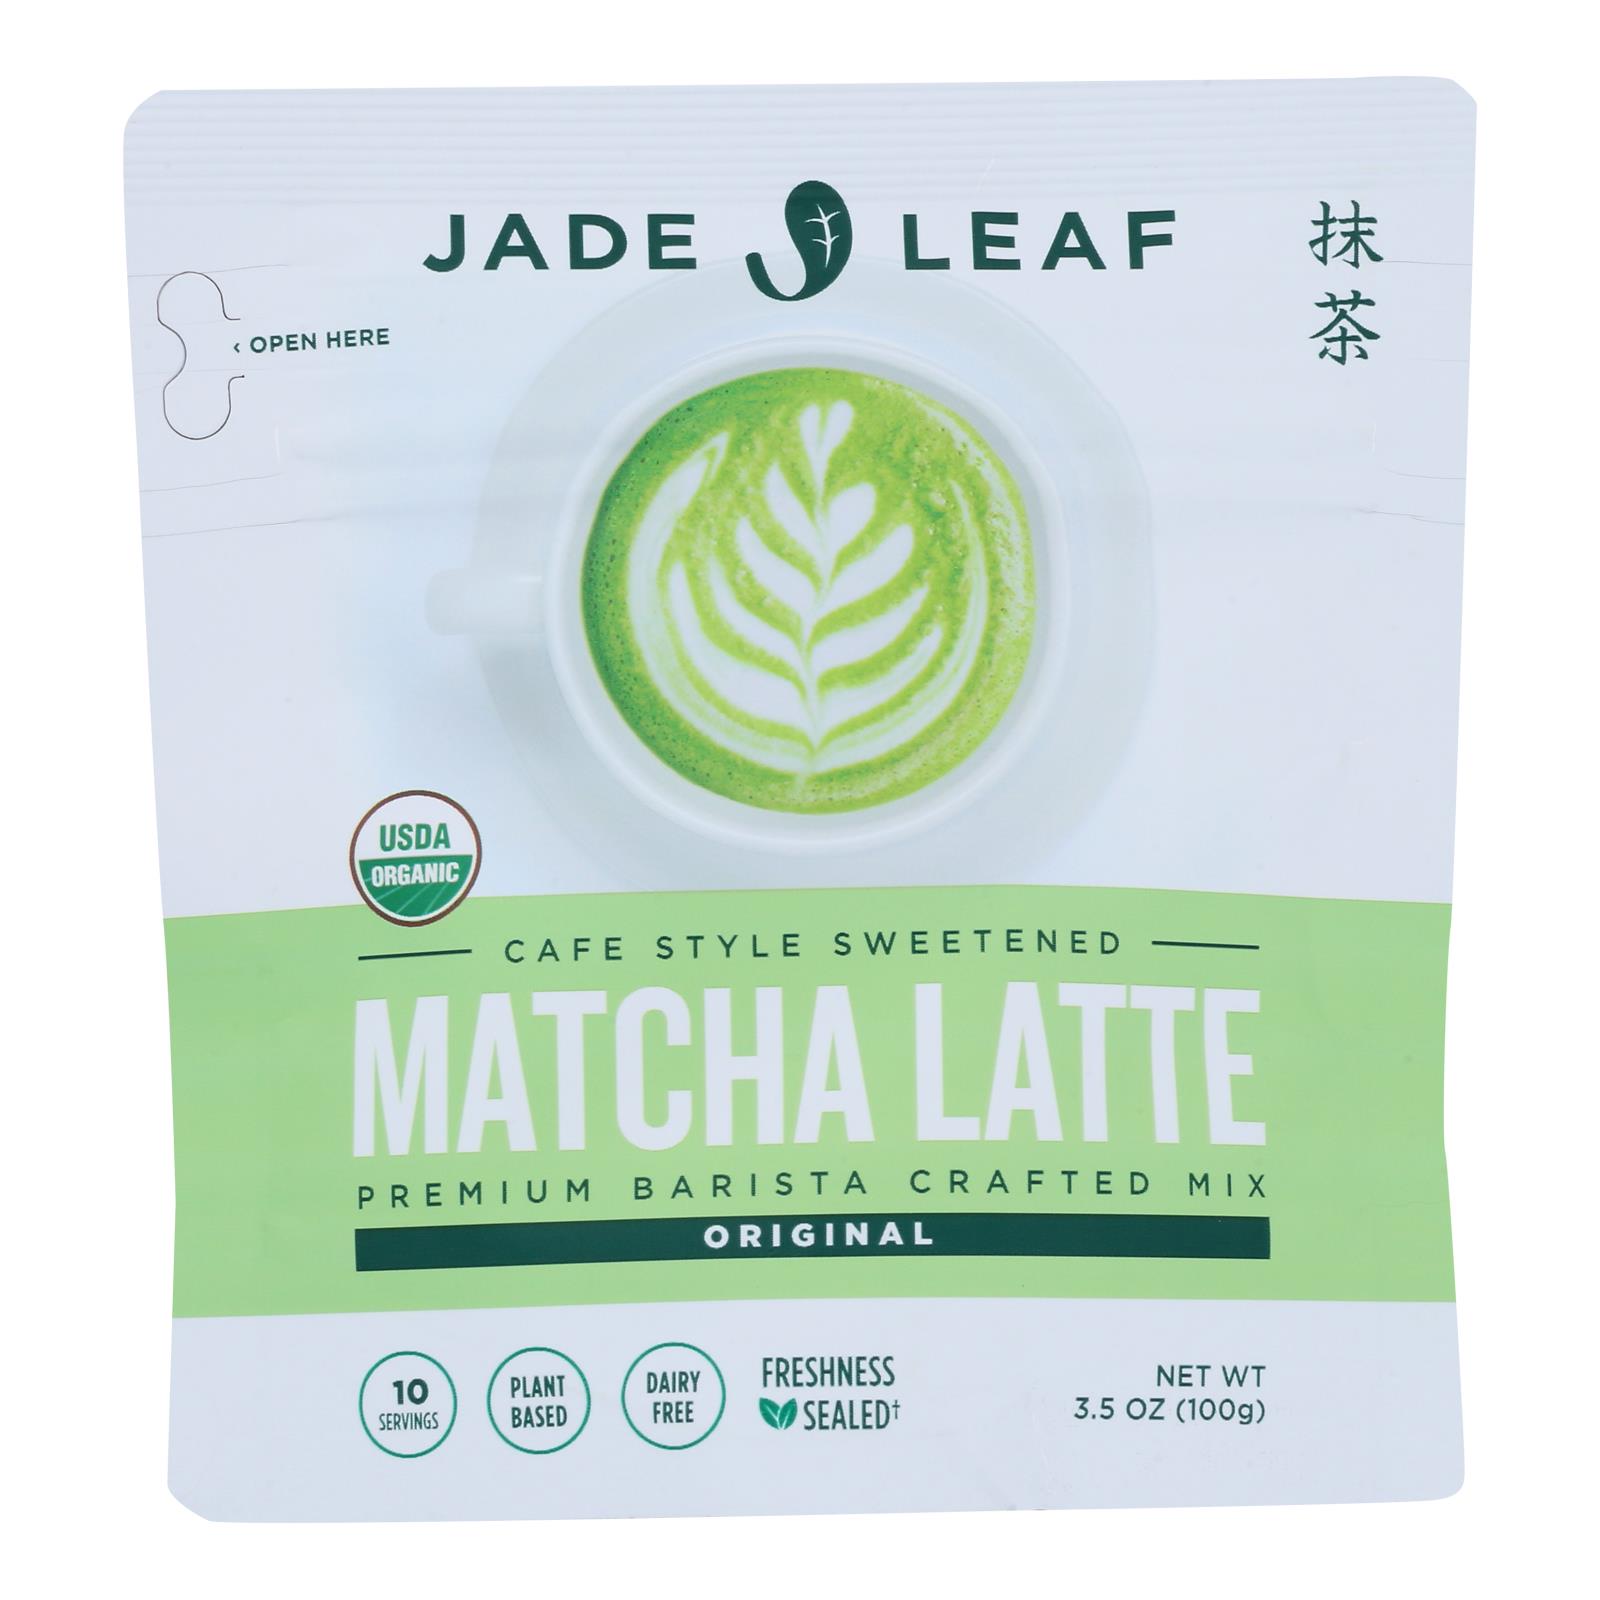 JADE LEAF
抹
茶
‹ OPEN HERE
USDA
ORGANIC
CAFE STYLE SWEETENED
MATCHA LATTE
PREMIUM BARISTA CRAFTED MIX
ORIGINAL
10
SERVINGS
PLANT
BASED
DAIRY
FREE
FRESHNESS
SEALED†
NET WT
3.5 OZ (100g)